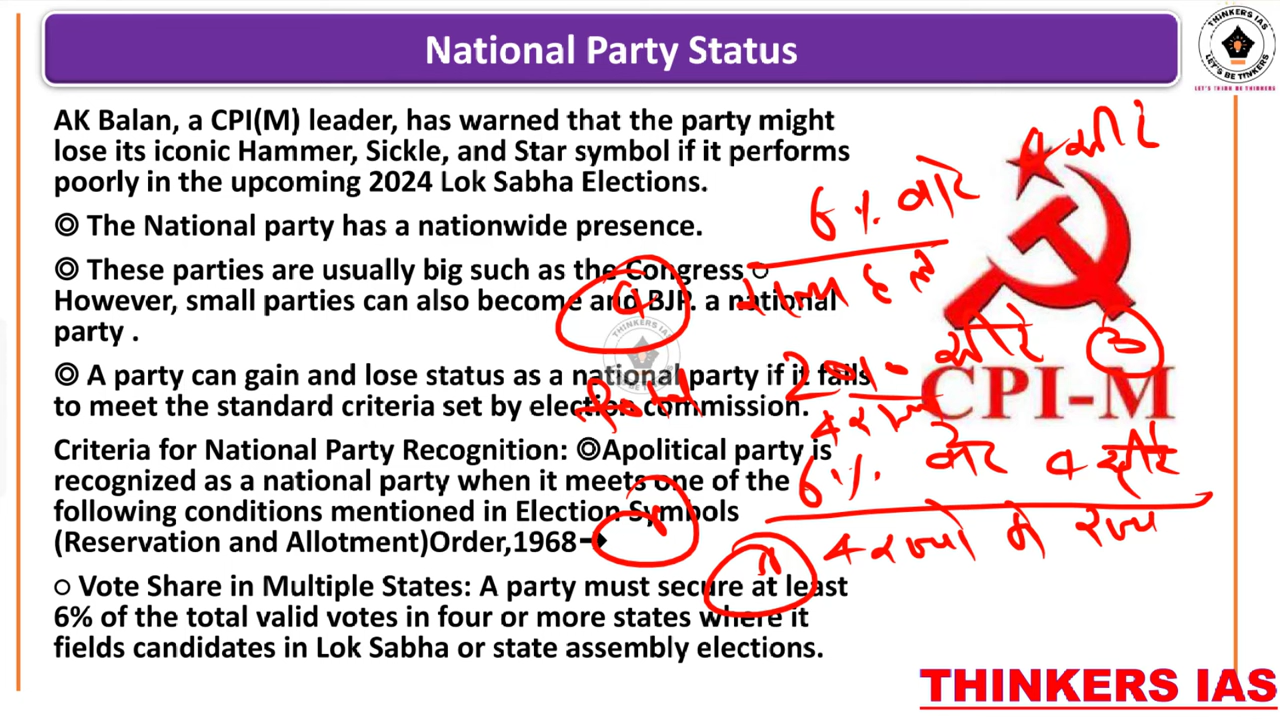 National Party Status
THINKERS IAS
LET'S BE TINKERS
LET'S THINK BE THINKERS
AK Balan, a CPI(M) leader, has warned that the party might
lose its iconic Hammer, Sickle, and Star symbol if it performs
poorly in the upcoming 2024 Lok Sabha Elections.
◎ The National party has a nationwide presence.
◎ These parties are usually big such as the Congress ○
However, small parties can also become and BJP. a national
party .
◎ A party can gain and lose status as a national party if it fails
to meet the standard criteria set by election commission.
Criteria for National Party Recognition: ◎Apolitical party is
recognized as a national party when it meets one of the
following conditions mentioned in Election Symbols
(Reservation and Allotment)Order,1968→
○ Vote Share in Multiple States: A party must secure at least
6% of the total valid votes in four or more states where it
fields candidates in Lok Sabha or state assembly elections.
6%
CPI-M
6%
THINKERS IAS
THINKERS IAS